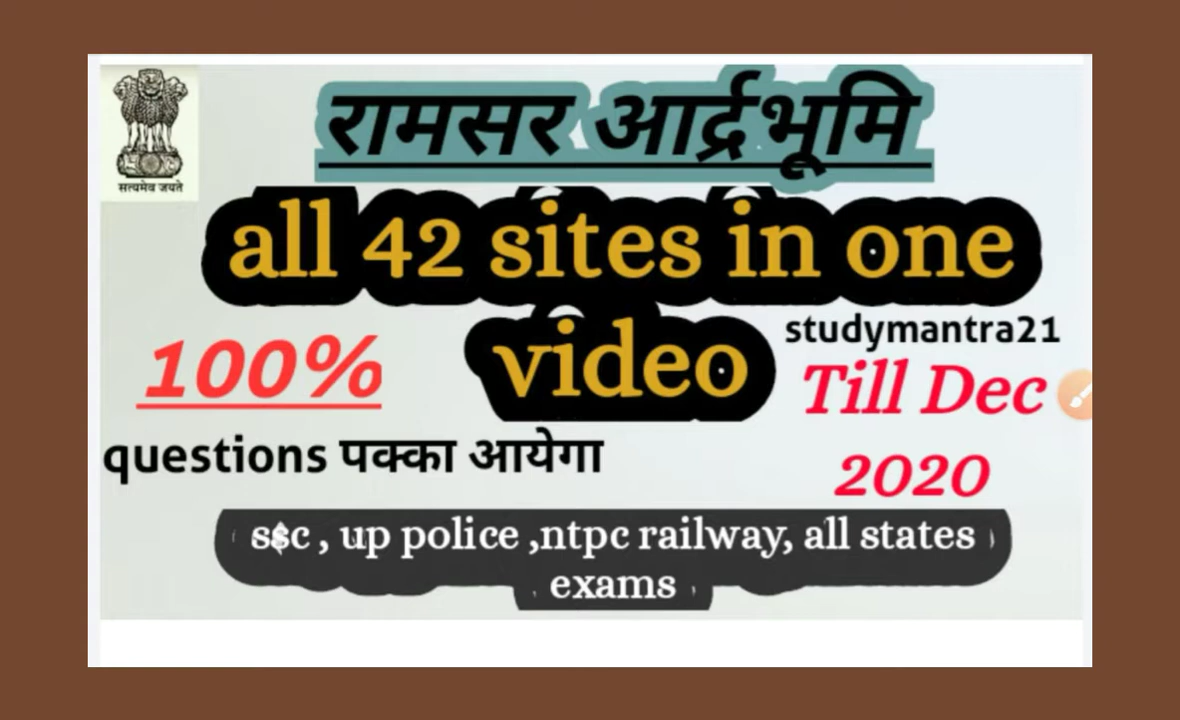 रामसर आर्द्रभूमि
सत्यमेव जयते
all 42 sites in one
video
studymantra21
100%
Till Dec
2020
questions पक्का आयेगा
ssc , up police ,ntpc railway, all states
exams